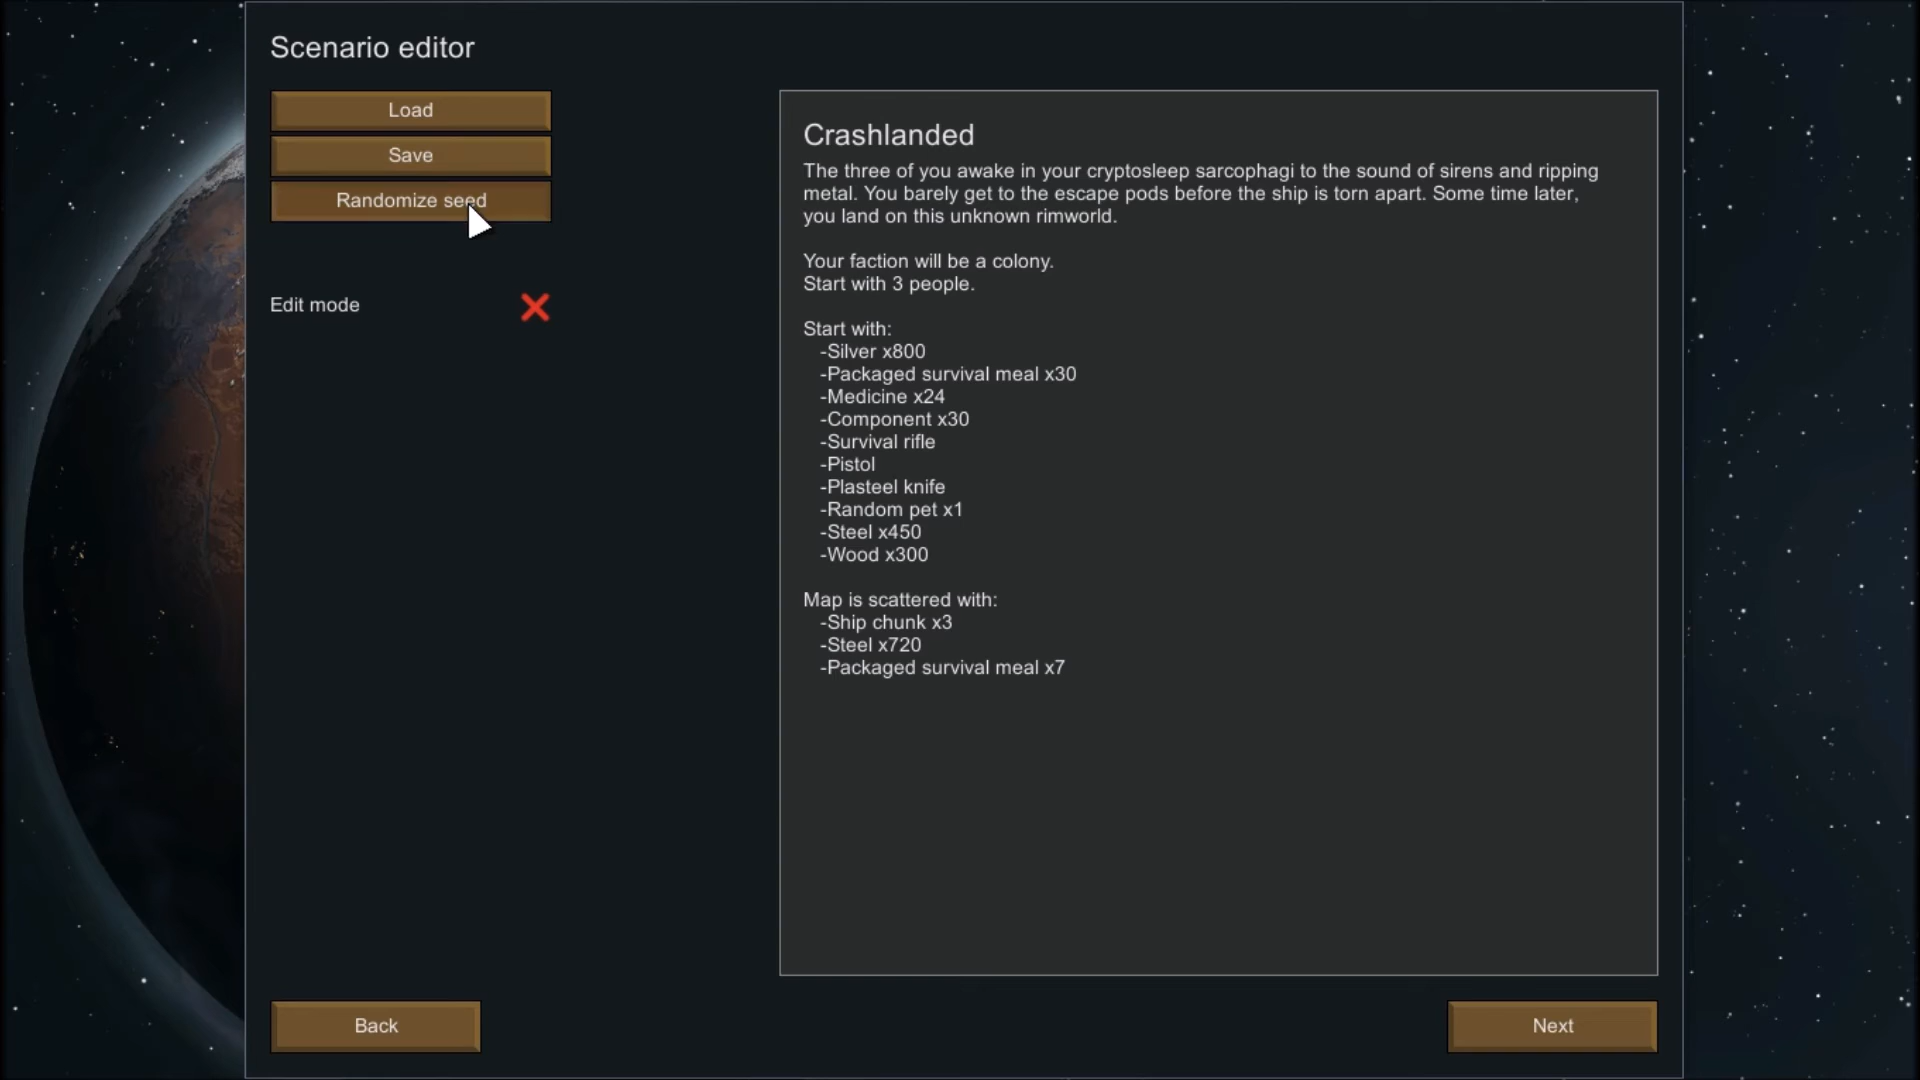 Scenario editor
Load
Save
Randomize seed
Edit mode
Crashlanded
The three of you awake in your cryptosleep sarcophagi to the sound of sirens and ripping
metal. You barely get to the escape pods before the ship is torn apart. Some time later,
you land on this unknown rimworld.
Your faction will be a colony.
Start with 3 people.
Start with:
-Silver x800
-Packaged survival meal x30
-Medicine x24
-Component x30
-Survival rifle
-Pistol
-Plasteel knife
-Random pet x1
-Steel x450
-Wood x300
Map is scattered with:
-Ship chunk x3
-Steel x720
-Packaged survival meal x7
Back
Next